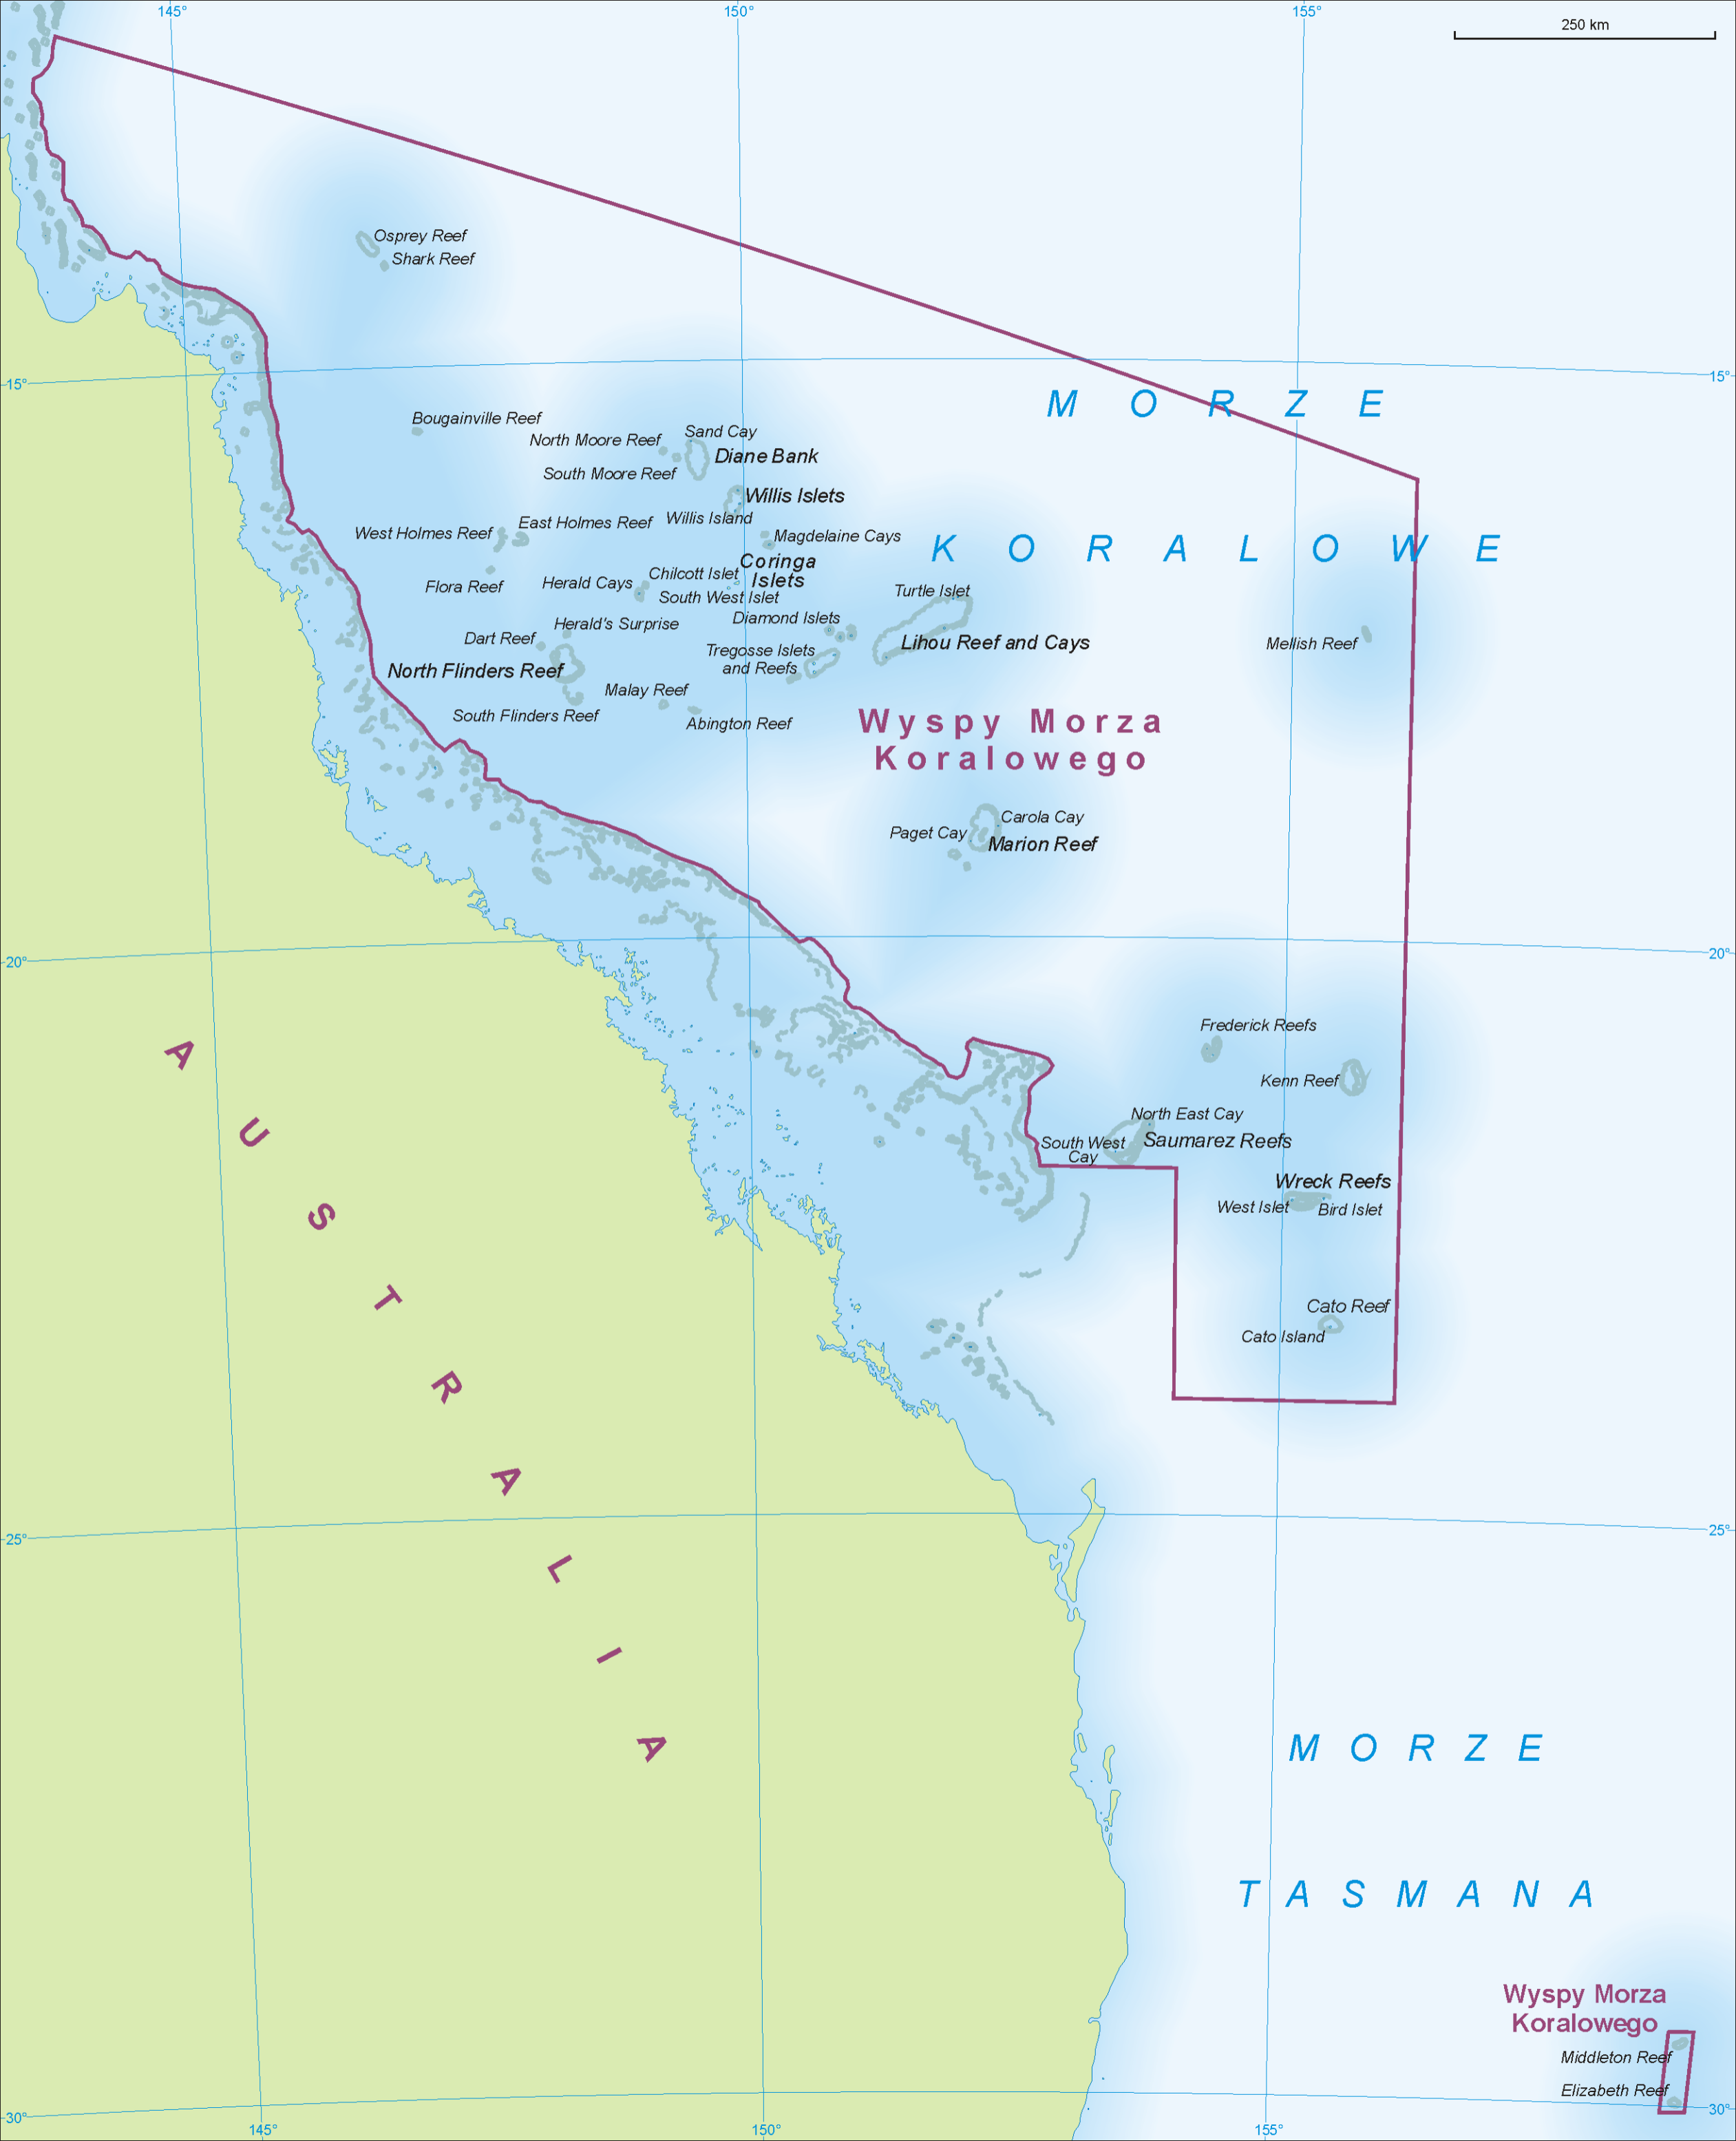 145°
150°
155°
250 km
Osprey Reef
Shark Reef
15°
15°
M O R Z E
Bougainville Reef
Sand Cay
North Moore Reef
Diane Bank
South Moore Reef
Willis Islets
Willis Island
East Holmes Reef
West Holmes Reef
Magdelaine Cays
K O R A L O W E
Coringa
Islets
Chilcott Islet
Herald Cays
Flora Reef
South West Islet
Turtle Islet
Diamond Islets
Herald's Surprise
Dart Reef
Lihou Reef and Cays
Mellish Reef
Tregosse Islets
and Reefs
North Flinders Reef
Malay Reef
South Flinders Reef
Abington Reef
Wyspy Morza
Koralowego
Carola Cay
Paget Cay
Marion Reef
20°
20°
Frederick Reefs
Kenn Reef
North East Cay
South West
Cay
Saumarez Reefs
Wreck Reefs
West Islet
Bird Islet
Cato Reef
Cato Island
A U S T R A L I A
25°
25°
M O R Z E
T A S M A N A
Wyspy Morza
Koralowego
Middleton Reef
Elizabeth Reef
30°
30°
145°
150°
155°